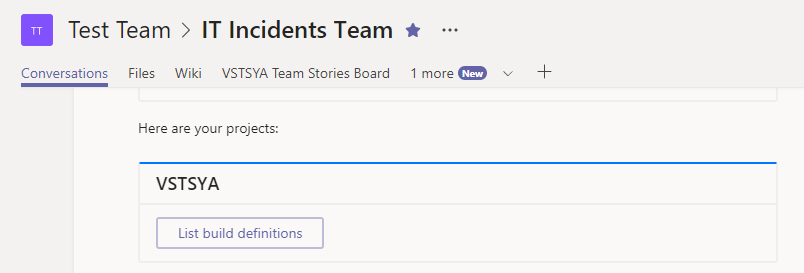 TT Test Team > IT Incidents Team ...
Conversations Files Wiki VSTSYA Team Stories Board 1 more New +
Here are your projects:
VSTSYA
List build definitions